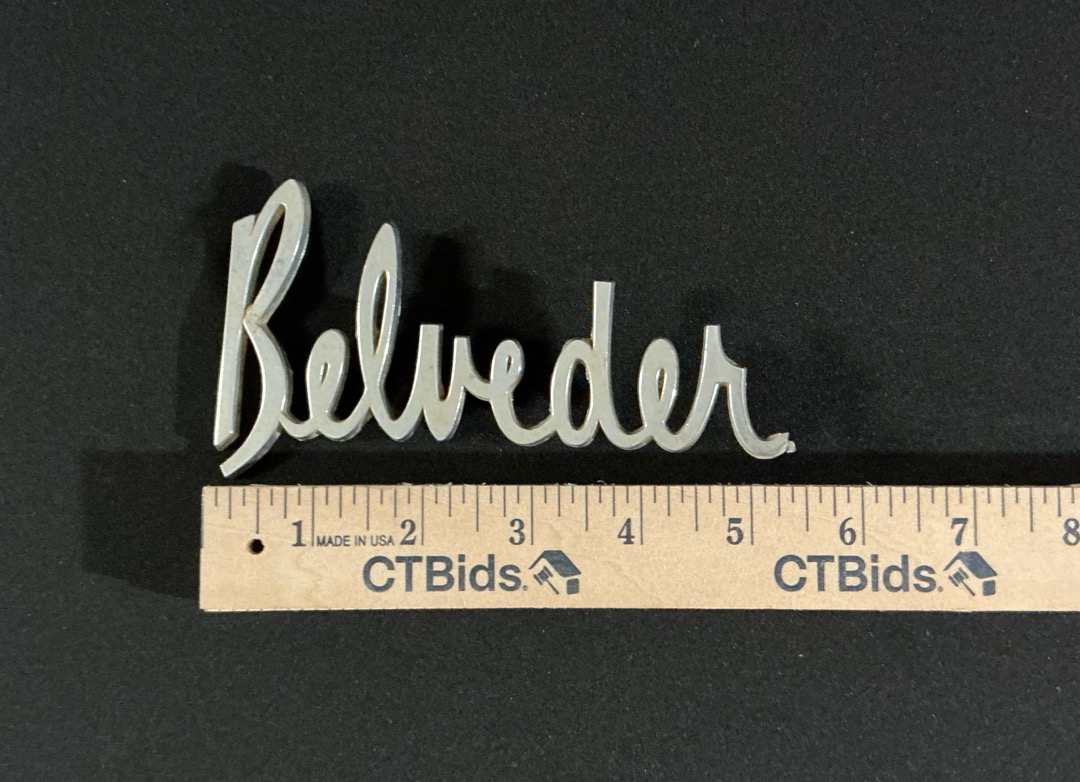 Belveder
1 2 3 4 5 6 7 8
MADE IN USA
CTBids. CTBids.